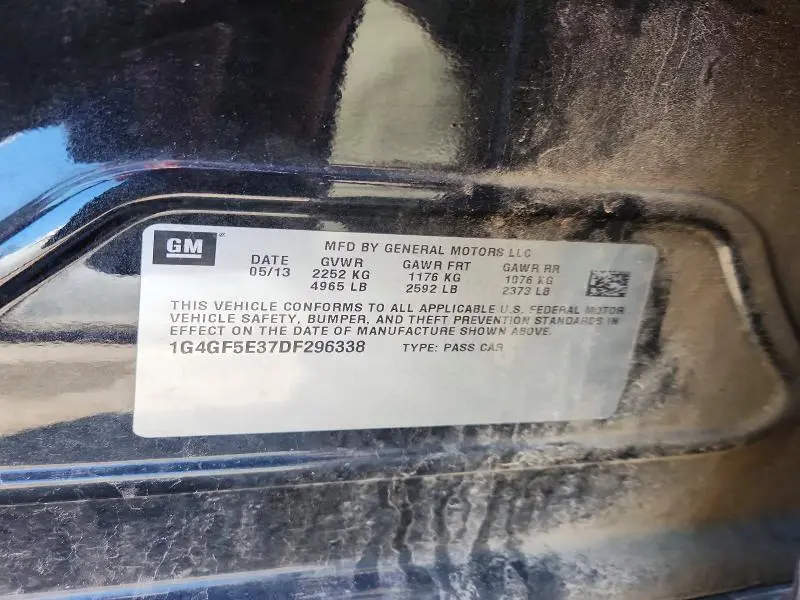 GM
MFD BY GENERAL MOTORS LLC
DATE GVWR GAWR FRT GAWR RR
05/13 2252 KG 1176 KG 1076 KG
4965 LB 2592 LB 2373 LB
THIS VEHICLE CONFORMS TO ALL APPLICABLE U.S. FEDERAL MOTOR
VEHICLE SAFETY, BUMPER, AND THEFT PREVENTION STANDARDS IN
EFFECT ON THE DATE OF MANUFACTURE SHOWN ABOVE.
1G4GF5E37DF296338 TYPE: PASS CAR